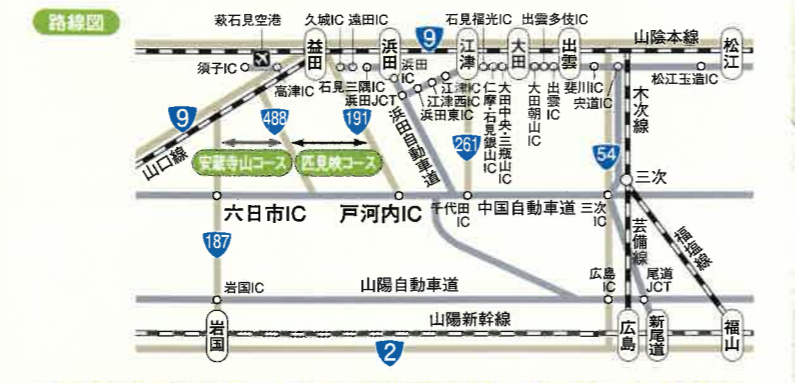 路線図
萩石見空港
久城IC
遠田IC
石見福光IC
出雲多伎IC
益田
浜田
9
江津
大田
出雲
山陰本線
松江
須子IC
高津IC
石見三隅IC
浜田JCT
浜田IC
江津IC
江津西IC
江津東IC
浜田東IC
仁摩・石見銀山IC
大田中央・三瓶山IC
大田朝山IC
出雲IC
斐川IC
宍道IC
松江玉造IC
9
488
191
浜田自動車道
261
54
木次線
山口線
安蔵寺山コース
匹見峡コース
三次
六日市IC
戸河内IC
千代田IC
中国自動車道
三次IC
187
芸備線
福塩線
岩国IC
山陽自動車道
広島IC
尾道JCT
岩国
山陽新幹線
2
広島
新尾道
福山